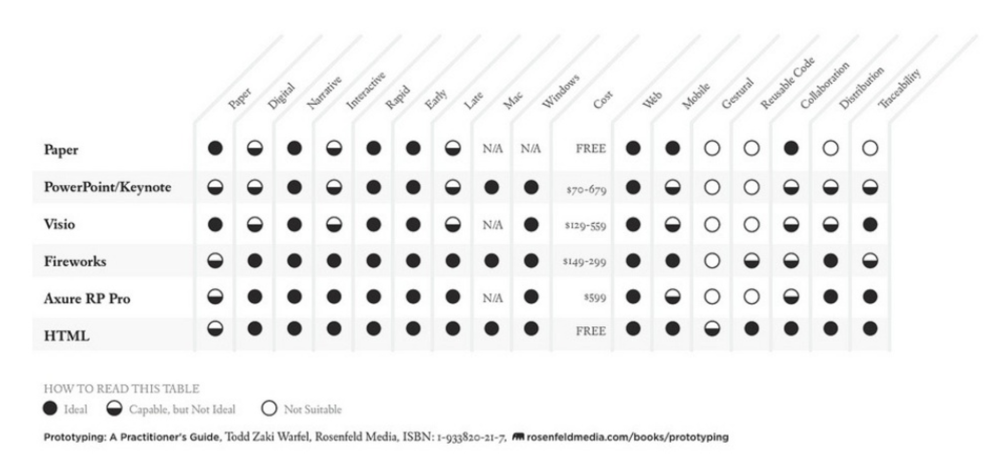 Paper Digital Narrative Interactive Rapid Early Late Mac Windows Cost Web Mobile Gestural Reusable Code Collaboration Distribution Traceability
Paper N/A N/A FREE
PowerPoint/Keynote $70-679
Visio N/A $129-559
Fireworks $149-299
Axure RP Pro N/A $599
HTML FREE
HOW TO READ THIS TABLE
Ideal Capable, but Not Ideal Not Suitable
Prototyping: A Practitioner's Guide, Todd Zaki Warfel, Rosenfeld Media, ISBN: 1-933820-21-7, rosenfeldmedia.com/books/prototyping